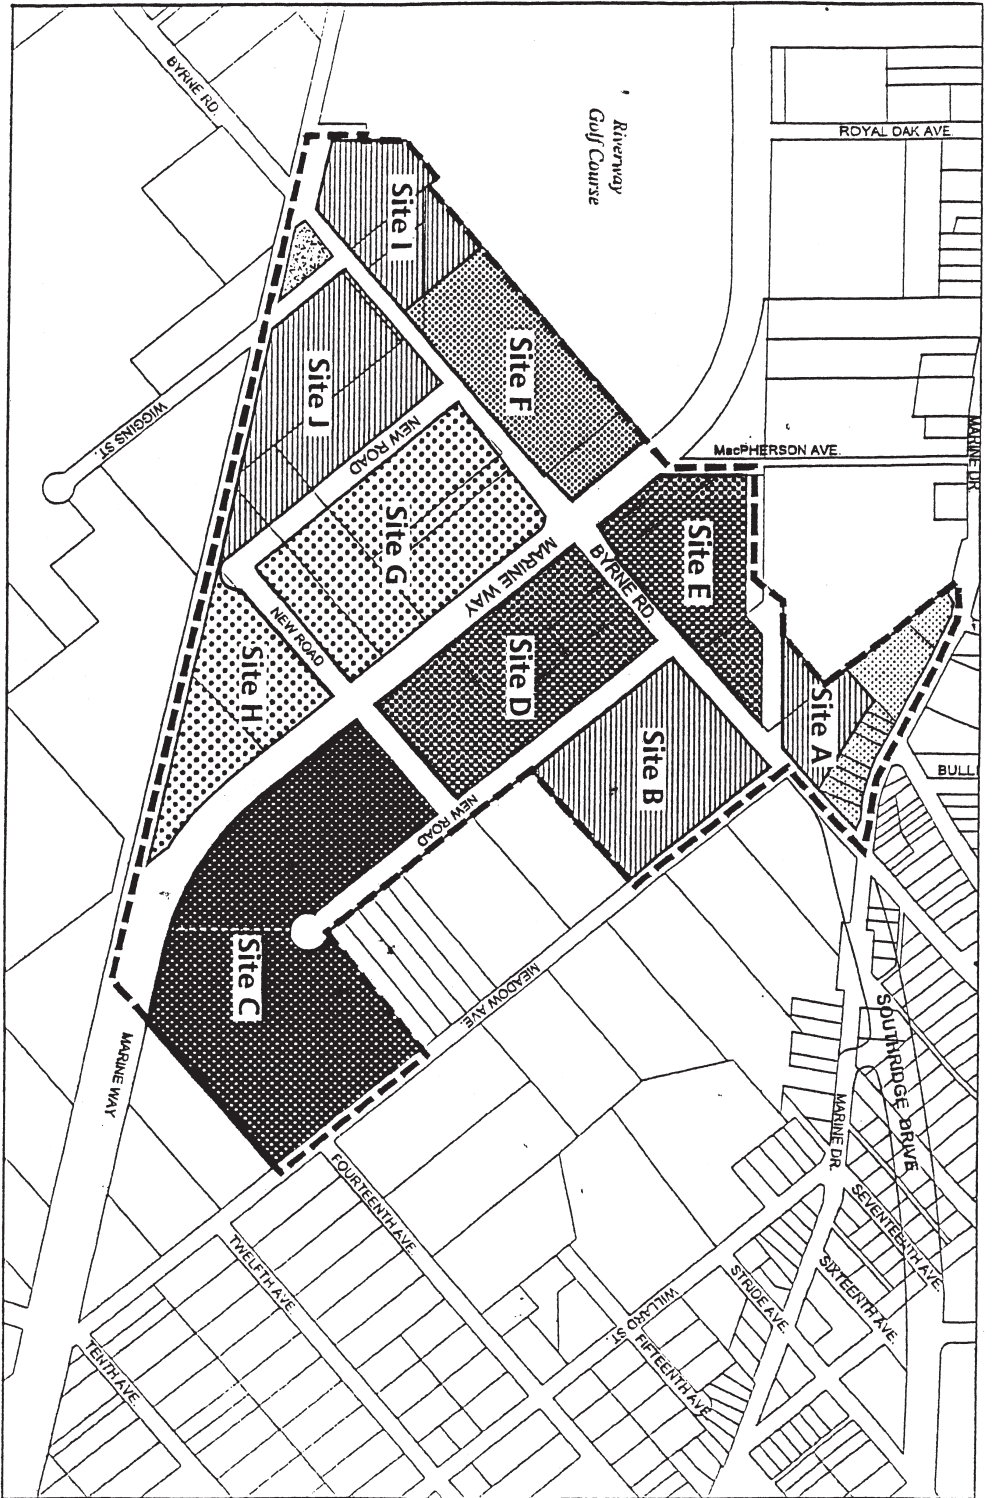 BYRNE RD.
Riverway
Golf Course
ROYAL OAK AVE.
Site I
Site F
Site J
WIGGINS ST.
NEW ROAD
MacPHERSON AVE.
MARINE DR.
Site G
MARINE WAY
BYRNE RD.
Site E
NEW ROAD
Site H
Site D
Site A
Site B
BULL
NEW ROAD
Site C
MEADOW AVE.
SOUTHRIDGE DRIVE
MARINE WAY
MARINE DR.
FOURTEENTH AVE.
SEVENTEENTH AVE.
TWELFTH AVE.
STRIDE AVE.
SIXTEENTH AVE.
WILLARD ST.
FIFTEENTH AVE.
TENTH AVE.